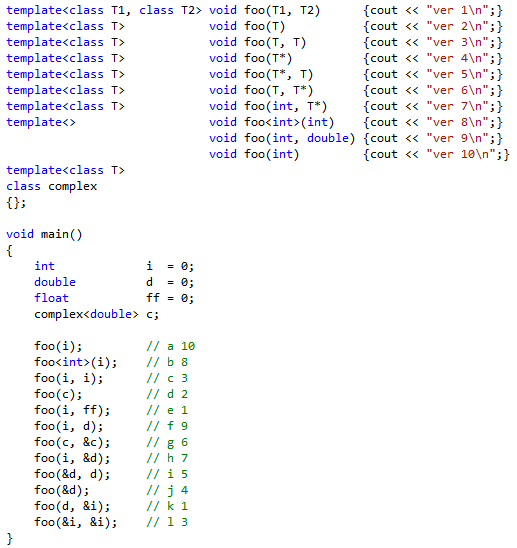 template<class T1, class T2> void foo(T1, T2)      {cout << "ver 1\n";}
template<class T>            void foo(T)           {cout << "ver 2\n";}
template<class T>            void foo(T, T)        {cout << "ver 3\n";}
template<class T>            void foo(T*)          {cout << "ver 4\n";}
template<class T>            void foo(T*, T)       {cout << "ver 5\n";}
template<class T>            void foo(T, T*)       {cout << "ver 6\n";}
template<class T>            void foo(int, T*)     {cout << "ver 7\n";}
template<>                   void foo<int>(int)    {cout << "ver 8\n";}
                             void foo(int, double) {cout << "ver 9\n";}
                             void foo(int)         {cout << "ver 10\n";}
template<class T>
class complex
{};

void main()
{
    int            i  = 0;
    double         d  = 0;
    float          ff = 0;
    complex<double> c;

    foo(i);        // a 10
    foo<int>(i);   // b 8
    foo(i, i);     // c 3
    foo(c);        // d 2
    foo(i, ff);    // e 1
    foo(i, d);     // f 9
    foo(c, &c);    // g 6
    foo(i, &d);    // h 7
    foo(&d, d);    // i 5
    foo(&d);       // j 4
    foo(d, &i);    // k 1
    foo(&i, &i);   // l 3
}